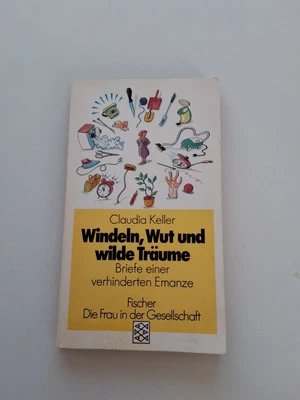 Claudia Keller
Windeln, Wut und
wilde Träume
Briefe einer
verhinderten Emanze
Fischer
Die Frau in der Gesellschaft